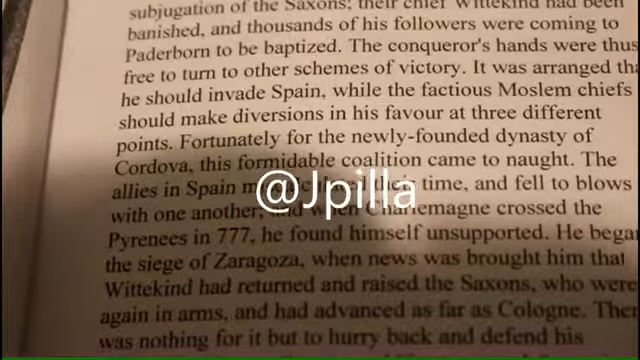 subjugation of the Saxons; their chief Wittekind had been
banished, and thousands of his followers were coming to
Paderborn to be baptized. The conqueror's hands were thus
free to turn to other schemes of victory. It was arranged tha
he should invade Spain, while the factious Moslem chiefs
should make diversions in his favour at three different
points. Fortunately for the newly-founded dynasty of
Cordova, this formidable coalition came to naught. The
allies in Spain their time, and fell to blows
@Jpilla
with one another; and when Charlemagne crossed the
Pyrenees in 777, he found himself unsupported. He began
the siege of Zaragoza, when news was brought him that
Wittekind had returned and raised the Saxons, who were
again in arms, and had advanced as far as Cologne. Ther
was nothing for it but to hurry back and defend his